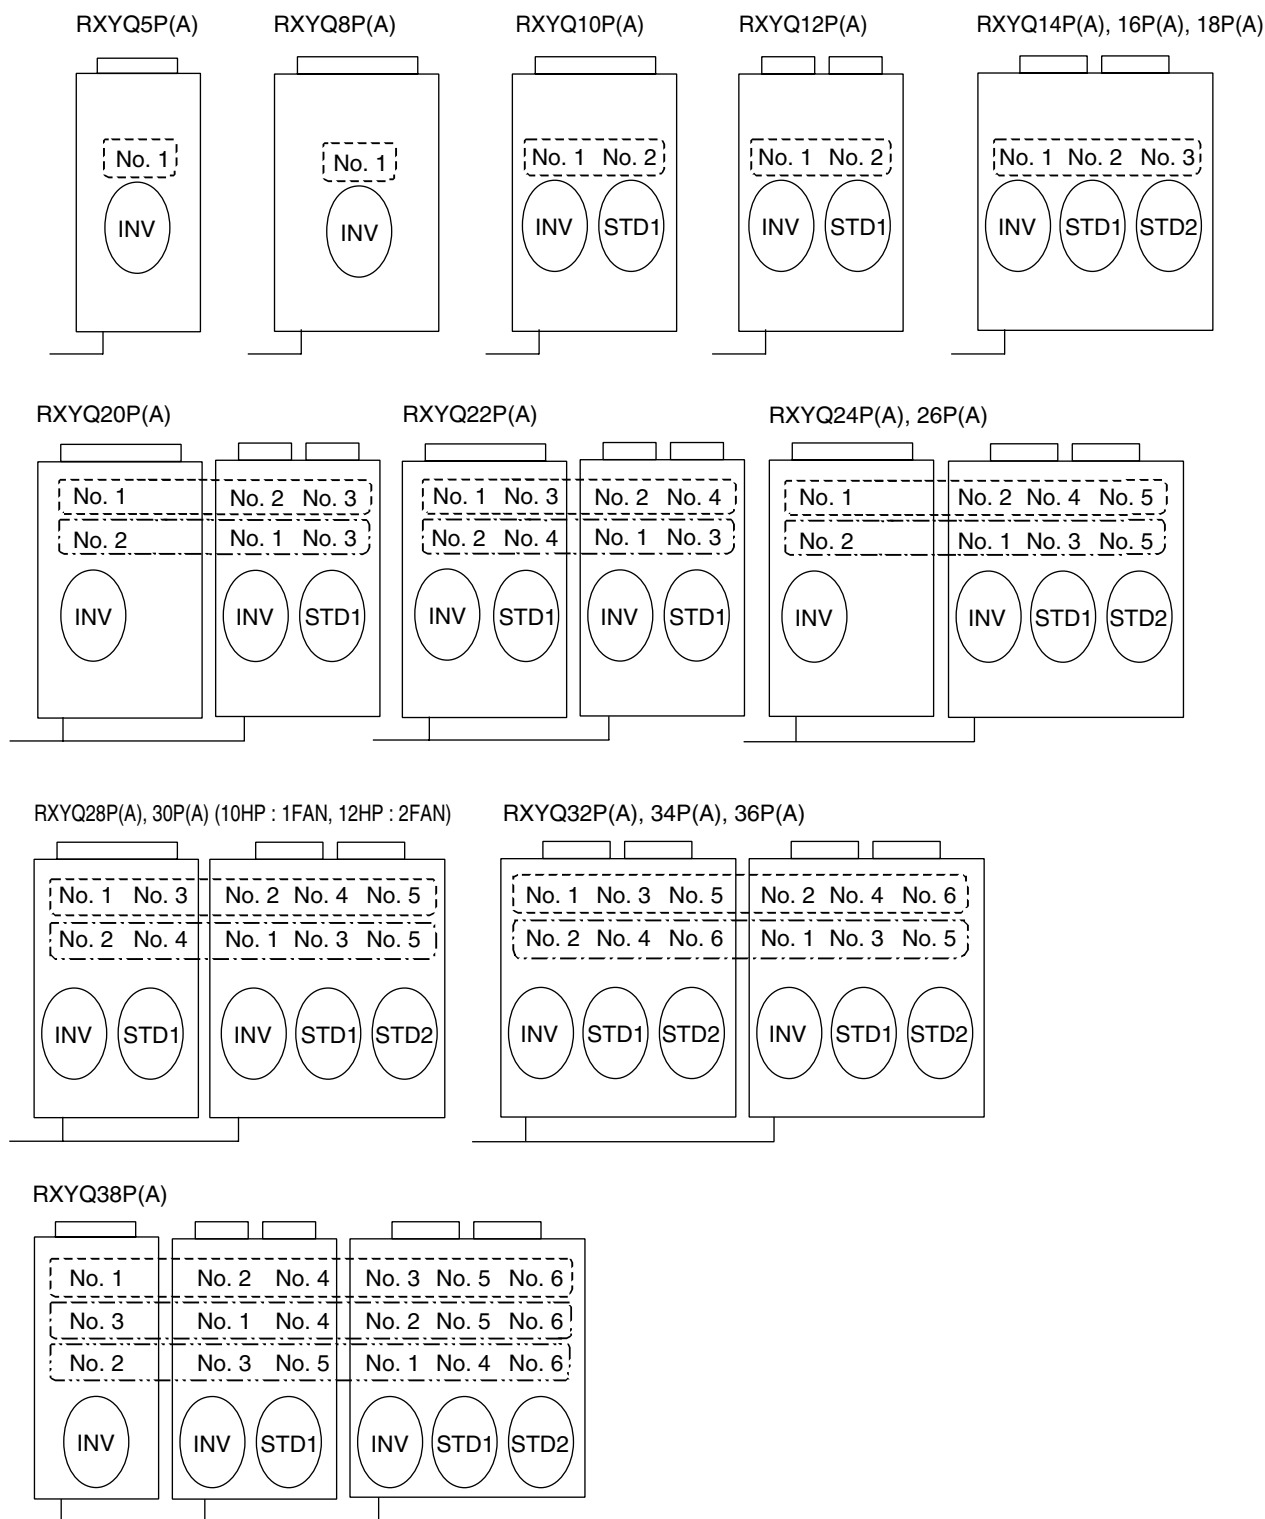 RXYQ5P(A) RXYQ8P(A) RXYQ10P(A) RXYQ12P(A) RXYQ14P(A), 16P(A), 18P(A)
No. 1 No. 1 No. 1 No. 2 No. 1 No. 2 No. 1 No. 2 No. 3
INV INV INV STD1 INV STD1 INV STD1 STD2
RXYQ20P(A) RXYQ22P(A) RXYQ24P(A), 26P(A)
No. 1 No. 2 No. 3 No. 1 No. 3 No. 2 No. 4 No. 1 No. 2 No. 4 No. 5
No. 2 No. 1 No. 3 No. 2 No. 4 No. 1 No. 3 No. 2 No. 1 No. 3 No. 5
INV INV STD1 INV STD1 INV STD1 INV INV STD1 STD2
RXYQ28P(A), 30P(A) (10HP : 1FAN, 12HP : 2FAN) RXYQ32P(A), 34P(A), 36P(A)
No. 1 No. 3 No. 2 No. 4 No. 5 No. 1 No. 3 No. 5 No. 2 No. 4 No. 6
No. 2 No. 4 No. 1 No. 3 No. 5 No. 2 No. 4 No. 6 No. 1 No. 3 No. 5
INV STD1 INV STD1 STD2 INV STD1 STD2 INV STD1 STD2
RXYQ38P(A)
No. 1 No. 2 No. 4 No. 3 No. 5 No. 6
No. 3 No. 1 No. 4 No. 2 No. 5 No. 6
No. 2 No. 3 No. 5 No. 1 No. 4 No. 6
INV INV STD1 INV STD1 STD2